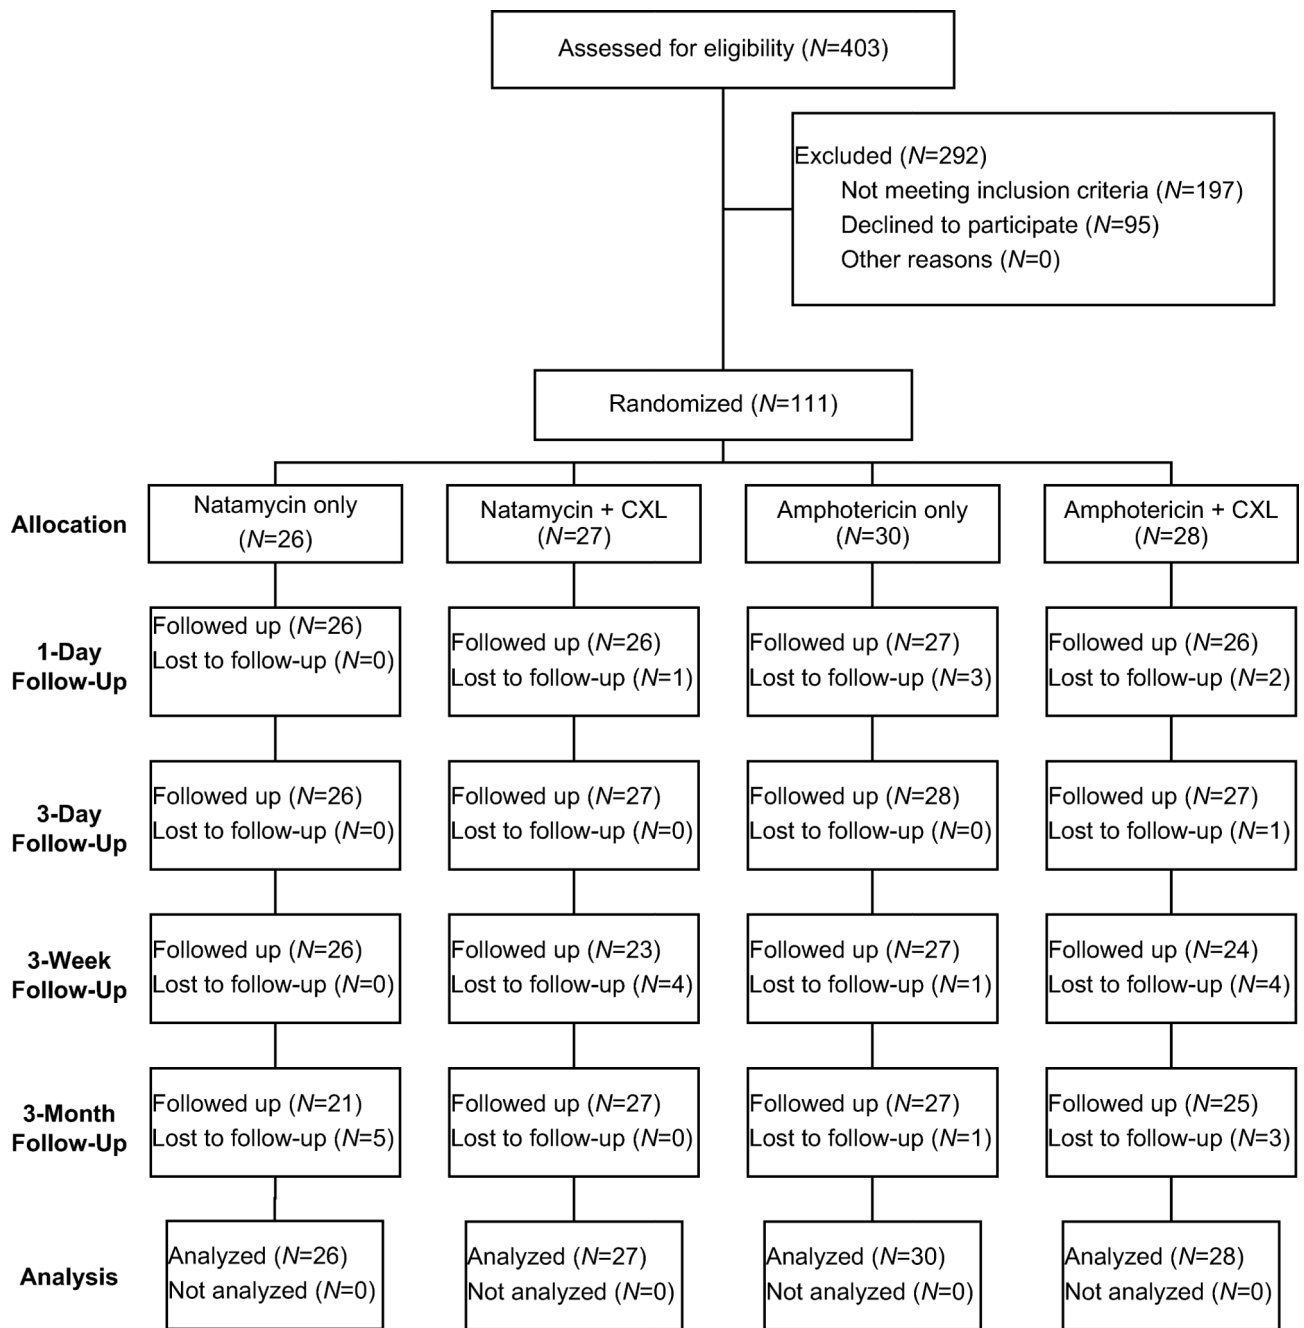 Assessed for eligibility (N=403)
Excluded (N=292)
Not meeting inclusion criteria (N=197)
Declined to participate (N=95)
Other reasons (N=0)
Randomized (N=111)
Allocation
Natamycin only
(N=26)
Natamycin + CXL
(N=27)
Amphotericin only
(N=30)
Amphotericin + CXL
(N=28)
1-Day
Follow-Up
Followed up (N=26)
Lost to follow-up (N=0)
Followed up (N=26)
Lost to follow-up (N=1)
Followed up (N=27)
Lost to follow-up (N=3)
Followed up (N=26)
Lost to follow-up (N=2)
3-Day
Follow-Up
Followed up (N=26)
Lost to follow-up (N=0)
Followed up (N=27)
Lost to follow-up (N=0)
Followed up (N=28)
Lost to follow-up (N=0)
Followed up (N=27)
Lost to follow-up (N=1)
3-Week
Follow-Up
Followed up (N=26)
Lost to follow-up (N=0)
Followed up (N=23)
Lost to follow-up (N=4)
Followed up (N=27)
Lost to follow-up (N=1)
Followed up (N=24)
Lost to follow-up (N=4)
3-Month
Follow-Up
Followed up (N=21)
Lost to follow-up (N=5)
Followed up (N=27)
Lost to follow-up (N=0)
Followed up (N=27)
Lost to follow-up (N=1)
Followed up (N=25)
Lost to follow-up (N=3)
Analysis
Analyzed (N=26)
Not analyzed (N=0)
Analyzed (N=27)
Not analyzed (N=0)
Analyzed (N=30)
Not analyzed (N=0)
Analyzed (N=28)
Not analyzed (N=0)